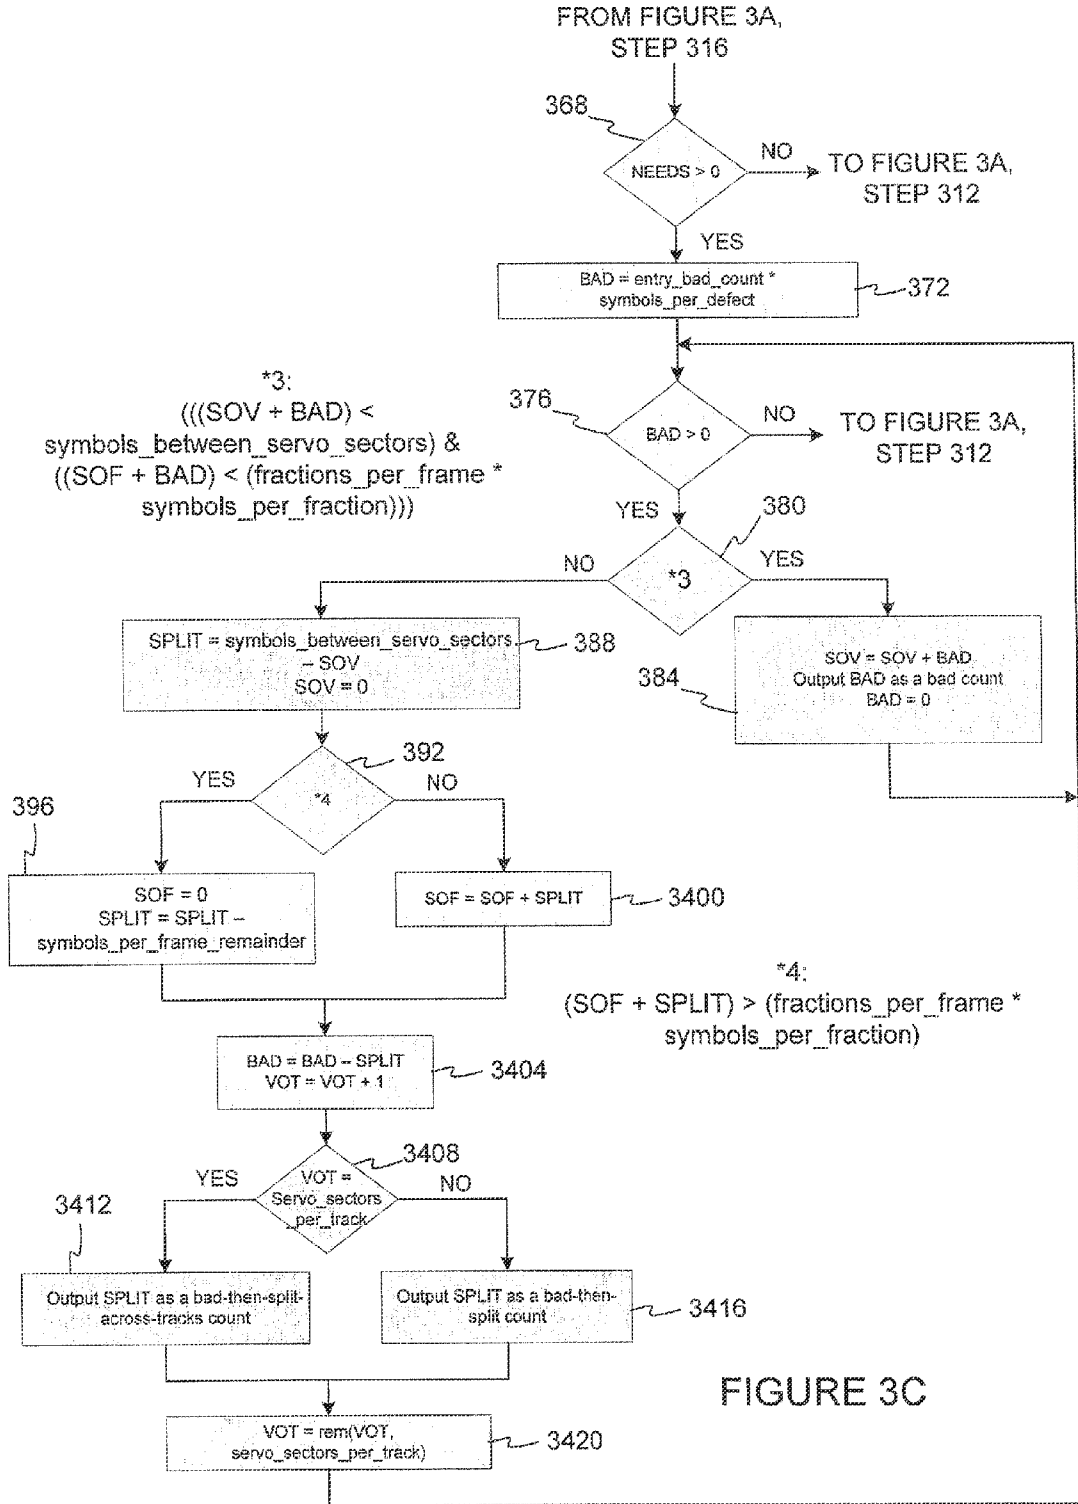 FROM FIGURE 3A,
STEP 316
368
NEEDS > 0
NO
TO FIGURE 3A,
STEP 312
YES
BAD = entry_bad_count *
symbols_per_defect
372
*3:
(((SOV + BAD) <
symbols_between_servo_sectors) &
((SOF + BAD) < (fractions_per_frame *
symbols_per_fraction)))
376
BAD > 0
NO
TO FIGURE 3A,
STEP 312
YES
380
NO
*3
YES
SPLIT = symbols_between_servo_sectors
– SOV
SOV = 0
388
384
SOV = SOV + BAD
Output BAD as a bad count
BAD = 0
392
YES
*4
NO
396
SOF = 0
SPLIT = SPLIT –
symbols_per_frame_remainder
SOF = SOF + SPLIT
3400
*4:
(SOF + SPLIT) > (fractions_per_frame *
symbols_per_fraction)
BAD = BAD – SPLIT
VOT = VOT + 1
3404
3408
YES
VOT =
Servo_sectors
_per_track
NO
3412
Output SPLIT as a bad-then-split-
across-tracks count
Output SPLIT as a bad-then-
split count
3416
FIGURE 3C
VOT = rem(VOT,
servo_sectors_per_track)
3420